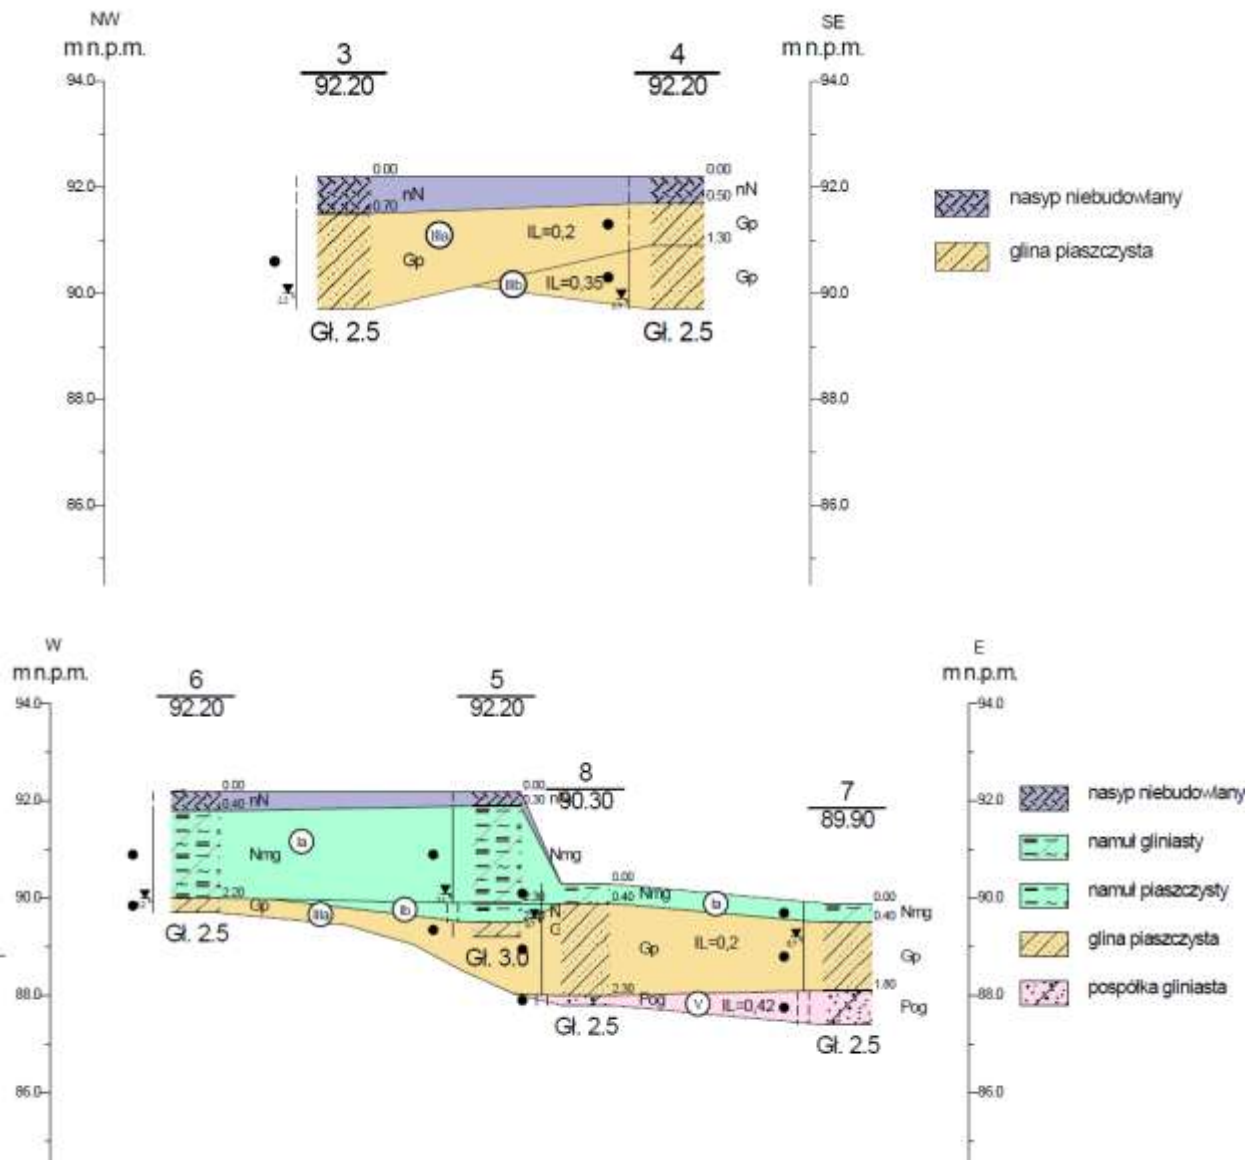 NW
SE
m n.p.m.
m n.p.m.
3
92.20
4
92.20
94.0
94.0
0.00
0.00
92.0
92.0
nN
nN
0.50
0.70
Gp
IIIa
IL=0,2
1.30
Gp
Gp
IIIb
IL=0,35
90.0
90.0
Gł. 2.5
Gł. 2.5
88.0
88.0
86.0
86.0
nasyp niebudowlany
glina piaszczysta
W
E
m n.p.m.
m n.p.m.
6
92.20
5
92.20
94.0
94.0
8
90.30
7
89.90
0.00
0.00
92.0
92.0
0.40
nN
0.30
Ia
Nmg
Nmg
0.00
90.0
90.0
2.20
0.40
Nmg
Ia
0.00
0.40
Nmg
Gp
IIIa
Ib
N
Gł. 2.5
Gł. 3.0
Gp
IL=0,2
Gp
88.0
88.0
2.30
1.80
Pog
V
IL=0,42
Pog
Gł. 2.5
Gł. 2.5
86.0
86.0
nasyp niebudowlany
namuł gliniasty
namuł piaszczysty
glina piaszczysta
pospółka gliniasta